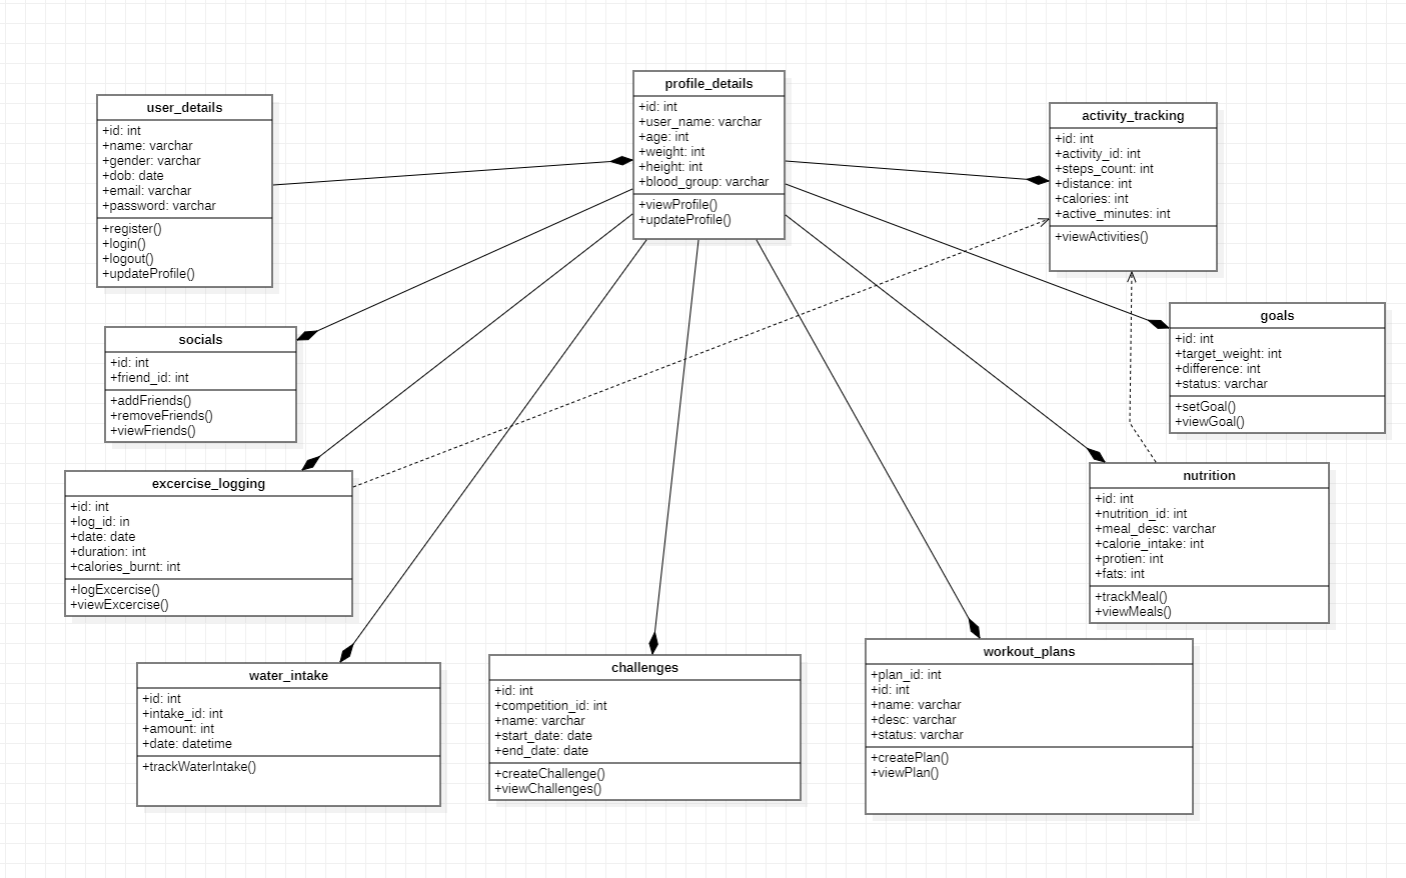 user_details
+id: int
+name: varchar
+gender: varchar
+dob: date
+email: varchar
+password: varchar
+register()
+login()
+logout()
+updateProfile()
profile_details
+id: int
+user_name: varchar
+age: int
+weight: int
+height: int
+blood_group: varchar
+viewProfile()
+updateProfile()
activity_tracking
+id: int
+activity_id: int
+steps_count: int
+distance: int
+calories: int
+active_minutes: int
+viewActivities()
socials
+id: int
+friend_id: int
+addFriends()
+removeFriends()
+viewFriends()
goals
+id: int
+target_weight: int
+difference: int
+status: varchar
+setGoal()
+viewGoal()
excercise_logging
+id: int
+log_id: in
+date: date
+duration: int
+calories_burnt: int
+logExcercise()
+viewExcercise()
nutrition
+id: int
+nutrition_id: int
+meal_desc: varchar
+calorie_intake: int
+protien: int
+fats: int
+trackMeal()
+viewMeals()
water_intake
+id: int
+intake_id: int
+amount: int
+date: datetime
+trackWaterIntake()
challenges
+id: int
+competition_id: int
+name: varchar
+start_date: date
+end_date: date
+createChallenge()
+viewChallenges()
workout_plans
+plan_id: int
+id: int
+name: varchar
+desc: varchar
+status: varchar
+createPlan()
+viewPlan()